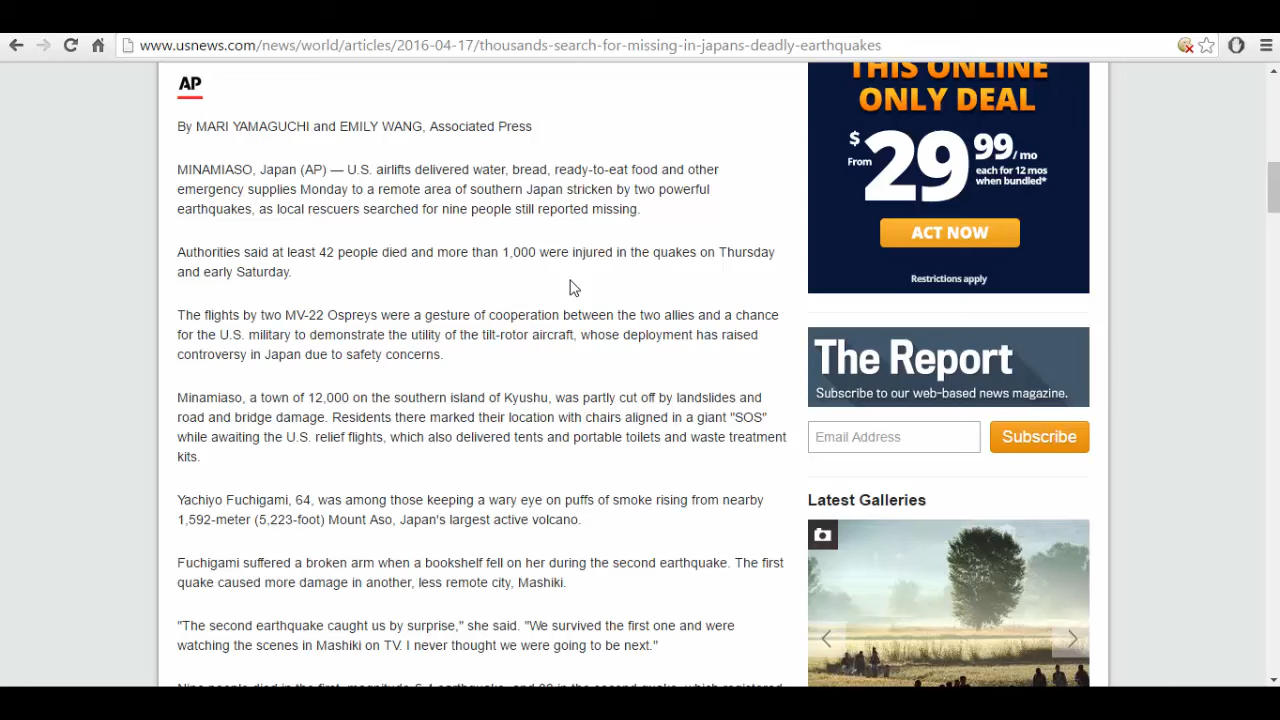 www.usnews.com/news/world/articles/2016-04-17/thousands-search-for-missing-in-japans-deadly-earthquakes
AP
By MARI YAMAGUCHI and EMILY WANG, Associated Press
MINAMIASO, Japan (AP) — U.S. airlifts delivered water, bread, ready-to-eat food and other
emergency supplies Monday to a remote area of southern Japan stricken by two powerful
earthquakes, as local rescuers searched for nine people still reported missing.
Authorities said at least 42 people died and more than 1,000 were injured in the quakes on Thursday
and early Saturday.
The flights by two MV-22 Ospreys were a gesture of cooperation between the two allies and a chance
for the U.S. military to demonstrate the utility of the tilt-rotor aircraft, whose deployment has raised
controversy in Japan due to safety concerns.
Minamiaso, a town of 12,000 on the southern island of Kyushu, was partly cut off by landslides and
road and bridge damage. Residents there marked their location with chairs aligned in a giant "SOS"
while awaiting the U.S. relief flights, which also delivered tents and portable toilets and waste treatment
kits.
Yachiyo Fuchigami, 64, was among those keeping a wary eye on puffs of smoke rising from nearby
1,592-meter (5,223-foot) Mount Aso, Japan's largest active volcano.
Fuchigami suffered a broken arm when a bookshelf fell on her during the second earthquake. The first
quake caused more damage in another, less remote city, Mashiki.
"The second earthquake caught us by surprise," she said. "We survived the first one and were
watching the scenes in Mashiki on TV. I never thought we were going to be next."
THIS ONLINE
ONLY DEAL
From $29.99/mo
each for 12 mos
when bundled*
ACT NOW
Restrictions apply
The Report
Subscribe to our web-based news magazine.
Email Address
Subscribe
Latest Galleries